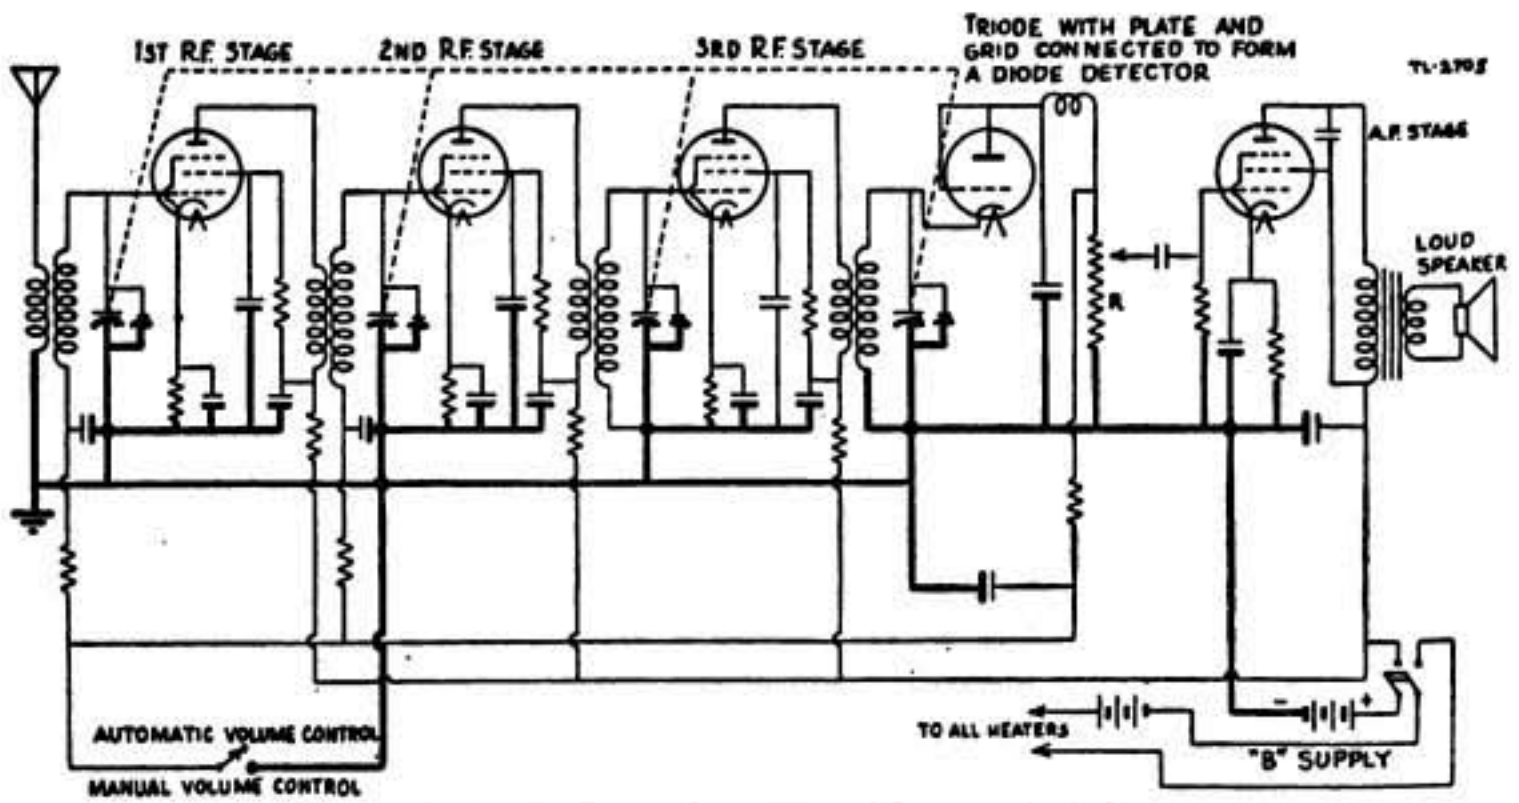 1ST R.F. STAGE
2ND R.F. STAGE
3RD R.F. STAGE
TRIODE WITH PLATE AND
GRID CONNECTED TO FORM
A DIODE DETECTOR
TL-2705
A.F. STAGE
LOUD
SPEAKER
R
AUTOMATIC VOLUME CONTROL
MANUAL VOLUME CONTROL
TO ALL HEATERS
- +
"B" SUPPLY